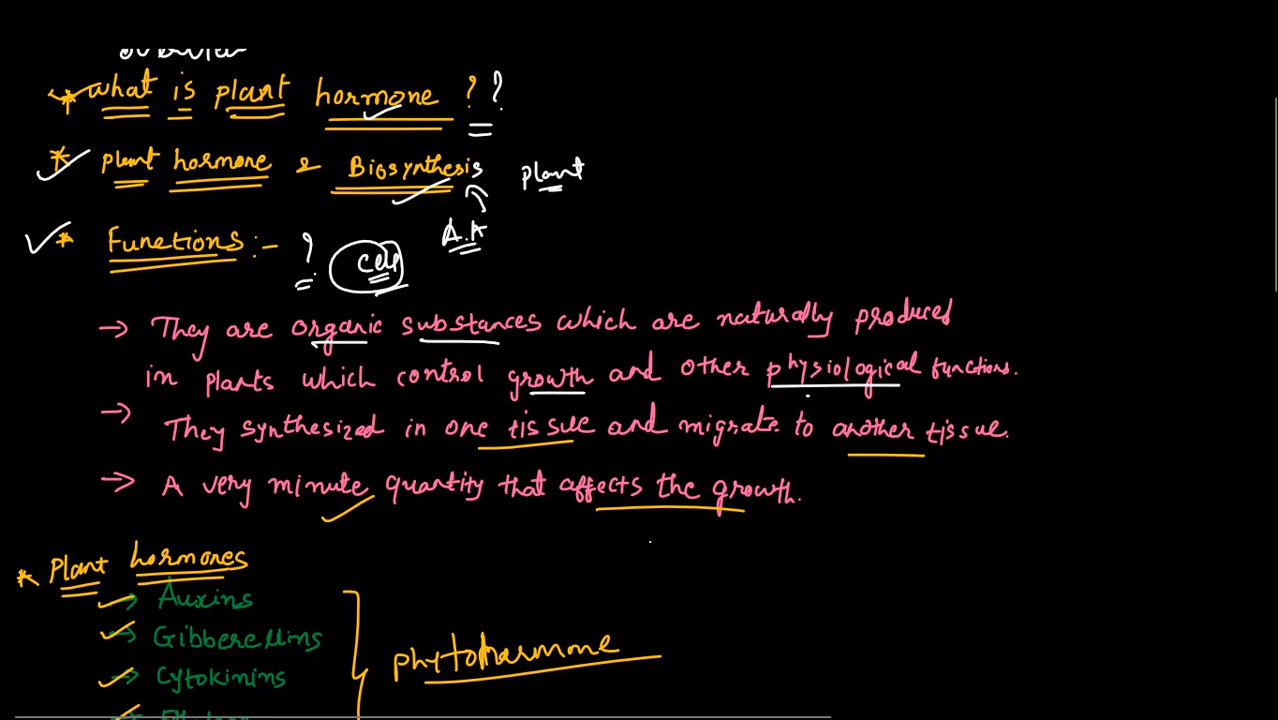 * what is plant hormone ??
* plant hormone & Biosynthesis plant
A.A
* Functions :- ? cell
→ They are organic substances which are naturally produced
in plants which control growth and other physiological functions.
→ They synthesized in one tissue and migrate to another tissue.
→ A very minute quantity that affects the growth.
* Plant hormones
→ Auxins
→ Gibberellins
phytohormone
→ Cytokinins